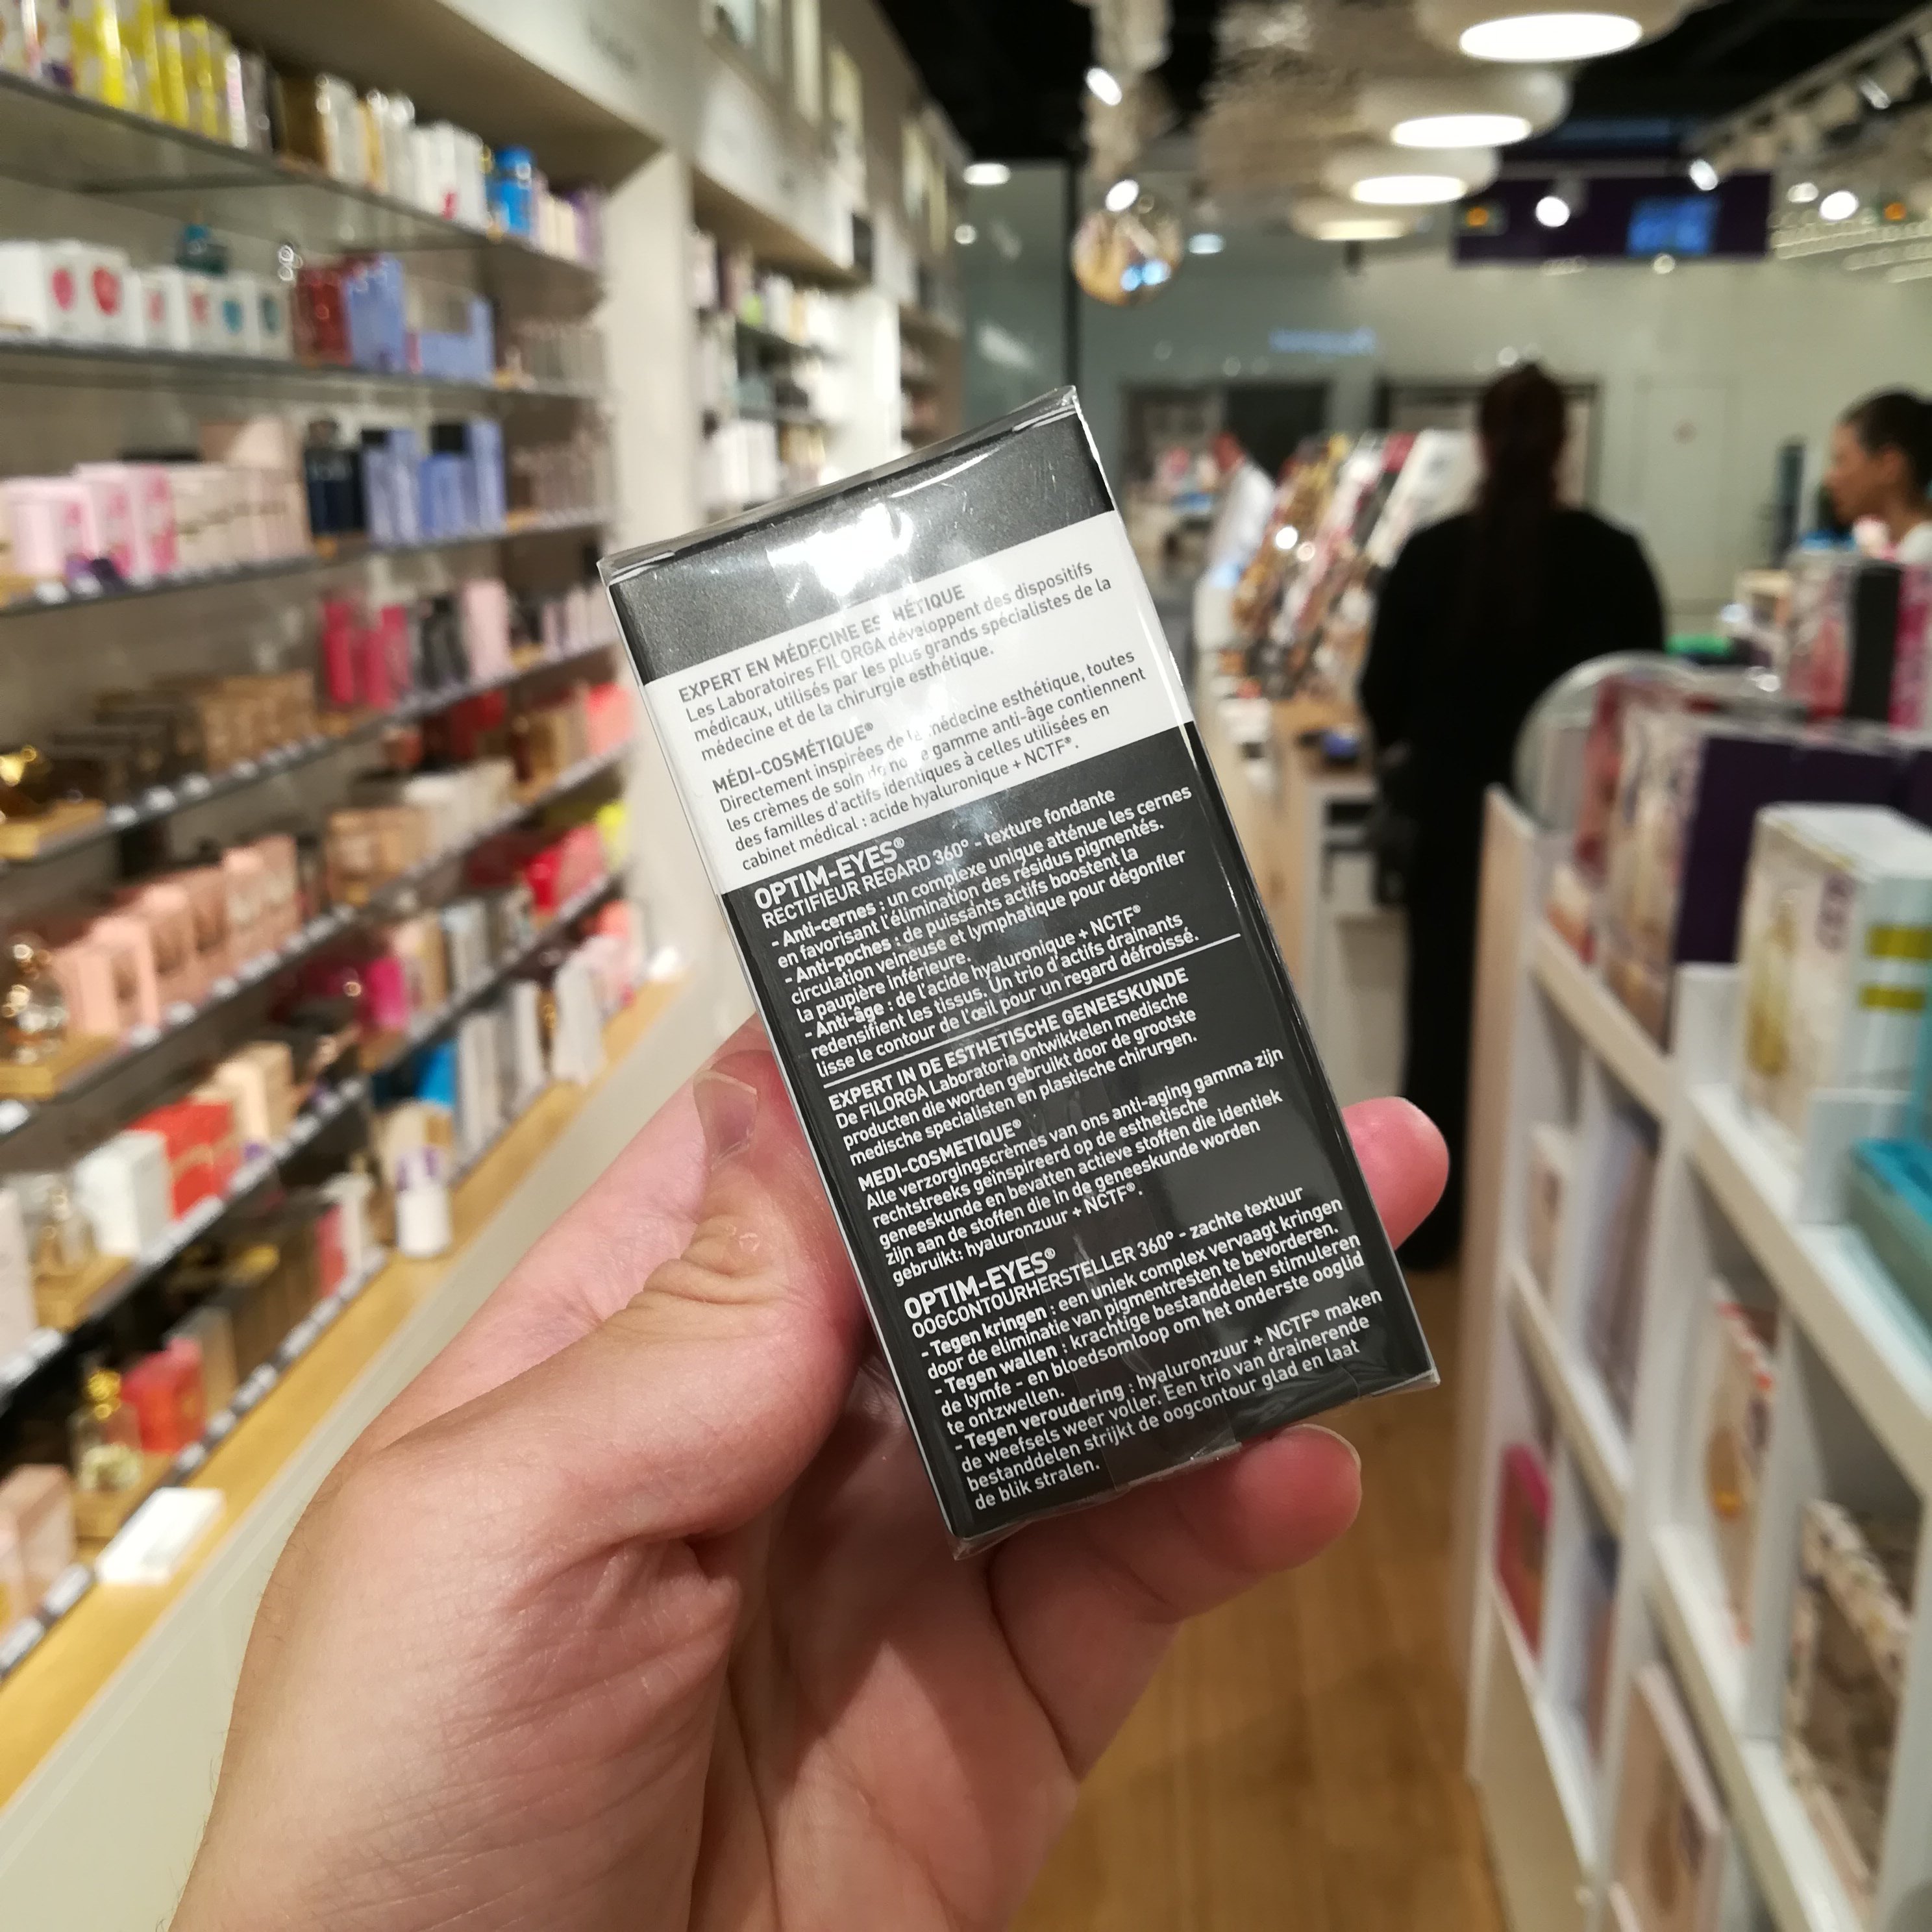 EXPERT EN MÉDECINE ESTHÉTIQUE
Les Laboratoires FILORGA développent des dispositifs
médicaux, utilisés par les plus grands spécialistes de la
médecine et de la chirurgie esthétique.
MÉDI-COSMÉTIQUE®
Directement inspirées de la médecine esthétique, toutes
les crèmes de soin de notre gamme anti-âge contiennent
des familles d'actifs identiques à celles utilisées en
cabinet médical : acide hyaluronique + NCTF®.
OPTIM-EYES®
RECTIFIEUR REGARD 360° - texture fondante
- Anti-cernes : un complexe unique atténue les cernes
en favorisant l'élimination des résidus pigmentés.
- Anti-poches : de puissants actifs boostent la
circulation veineuse et lymphatique pour dégonfler
la paupière inférieure.
- Anti-âge : de l'acide hyaluronique + NCTF®
redensifient les tissus. Un trio d'actifs drainants
lisse le contour de l'œil pour un regard défroissé.
EXPERT IN DE ESTHETISCHE GENEESKUNDE
De FILORGA Laboratoria ontwikkelen medische
producten die worden gebruikt door de grootste
medische specialisten en plastische chirurgen.
MEDI-COSMETIQUE®
Alle verzorgingscrèmes van ons anti-aging gamma zijn
rechtstreeks geïnspireerd op de esthetische
geneeskunde en bevatten actieve stoffen die identiek
zijn aan de stoffen die in de geneeskunde worden
gebruikt: hyaluronzuur + NCTF®.
OPTIM-EYES®
OOGCONTOURHERSTELLER 360° - zachte textuur
- Tegen kringen : een uniek complex vervaagt kringen
door de eliminatie van pigmentresten te bevorderen.
- Tegen wallen : krachtige bestanddelen stimuleren
de lymfe - en bloedsomloop om het onderste ooglid
te ontzwellen.
- Tegen veroudering : hyaluronzuur + NCTF® maken
de weefsels weer voller. Een trio van drainerende
bestanddelen strijkt de oogcontour glad en laat
de blik stralen.